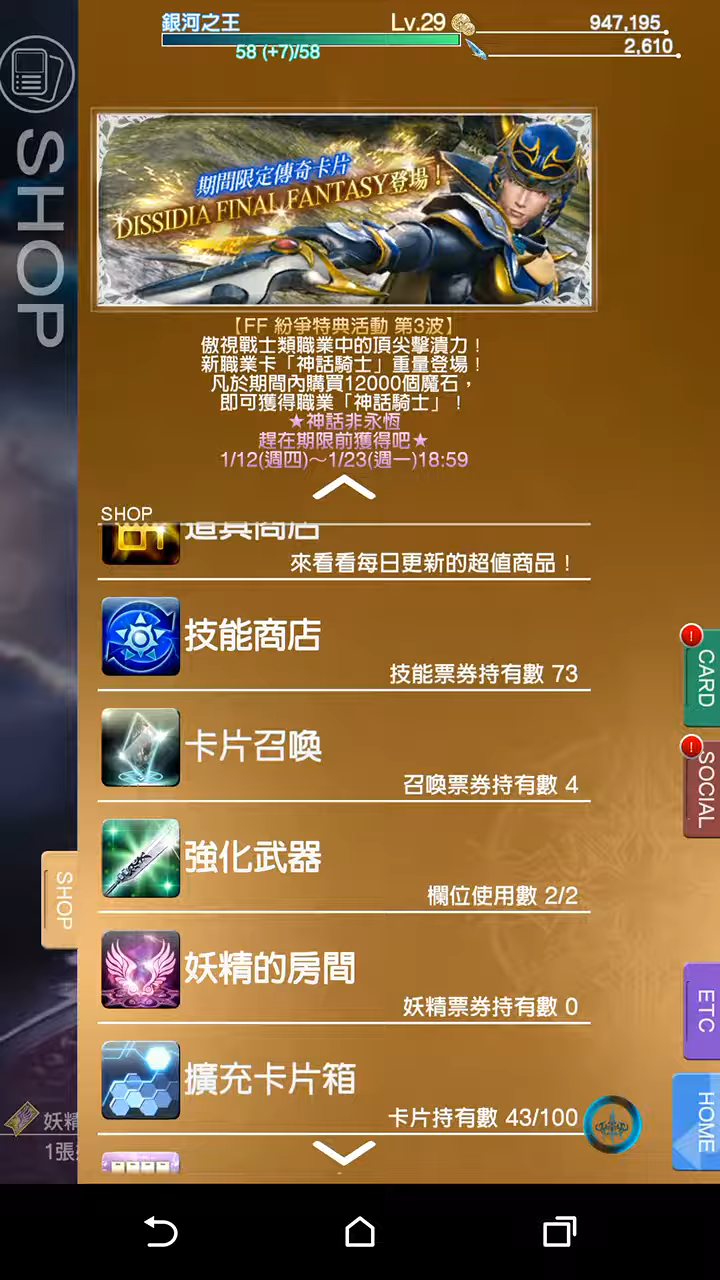 銀河之王
Lv.29
947,195
58 (+7)/58
2,610
SHOP
期間限定傳奇卡片
DISSIDIA FINAL FANTASY登場！
【FF 紛爭特典活動 第3波】
傲視戰士類職業中的頂尖擊潰力！
新職業卡「神話騎士」重量登場！
凡於期間內購買12000個魔石，
即可獲得職業「神話騎士」！
★神話非永恆
趕在期限前獲得吧★
1/12(週四)～1/23(週一)18:59
SHOP
道具商店
來看看每日更新的超值商品！
技能商店
技能票券持有數 73
卡片召喚
召喚票券持有數 4
強化武器
欄位使用數 2/2
妖精的房間
妖精票券持有數 0
擴充卡片箱
卡片持有數 43/100
CARD
SOCIAL
SHOP
ETC
HOME
妖精
1張